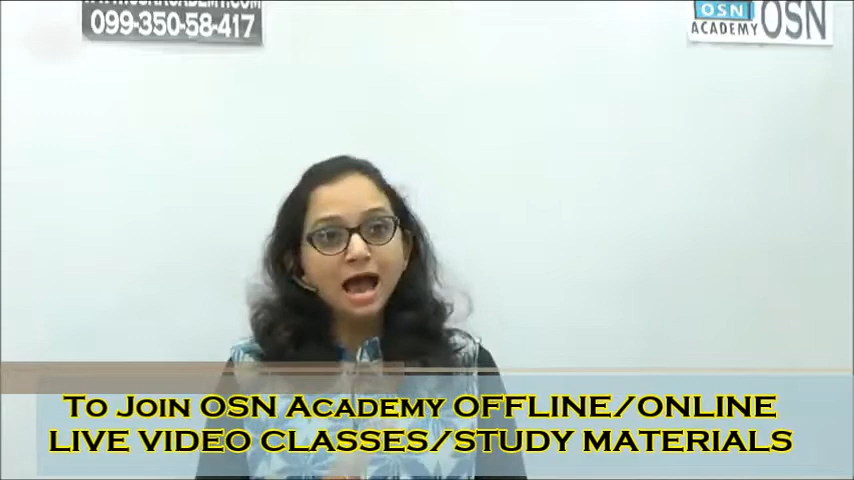 099-350-58-417
OSN
ACADEMY
OSN
To Join OSN Academy OFFLINE/ONLINE
LIVE VIDEO CLASSES/STUDY MATERIALS